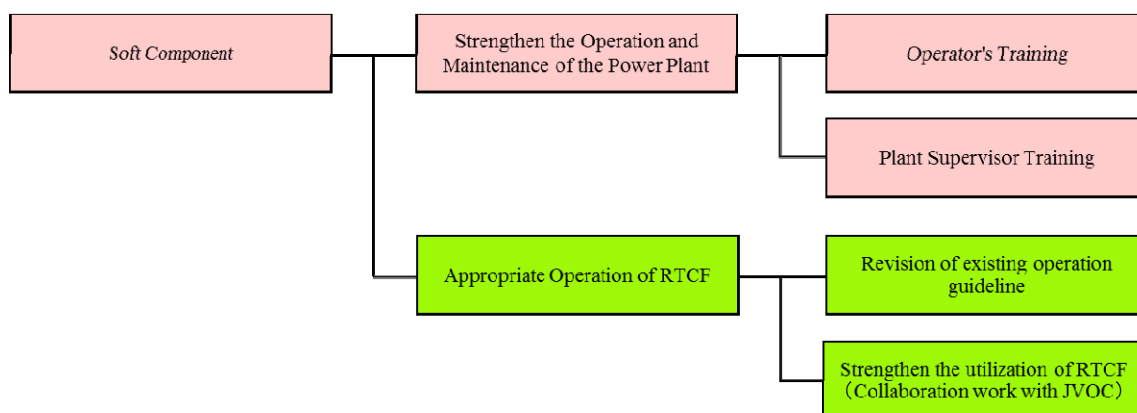 Soft Component
Strengthen the Operation and
Maintenance of the Power Plant
Operator's Training
Plant Supervisor Training
Appropriate Operation of RTCF
Revision of existing operation
guideline
Strengthen the utilization of RTCF
（Collaboration work with JVOC）